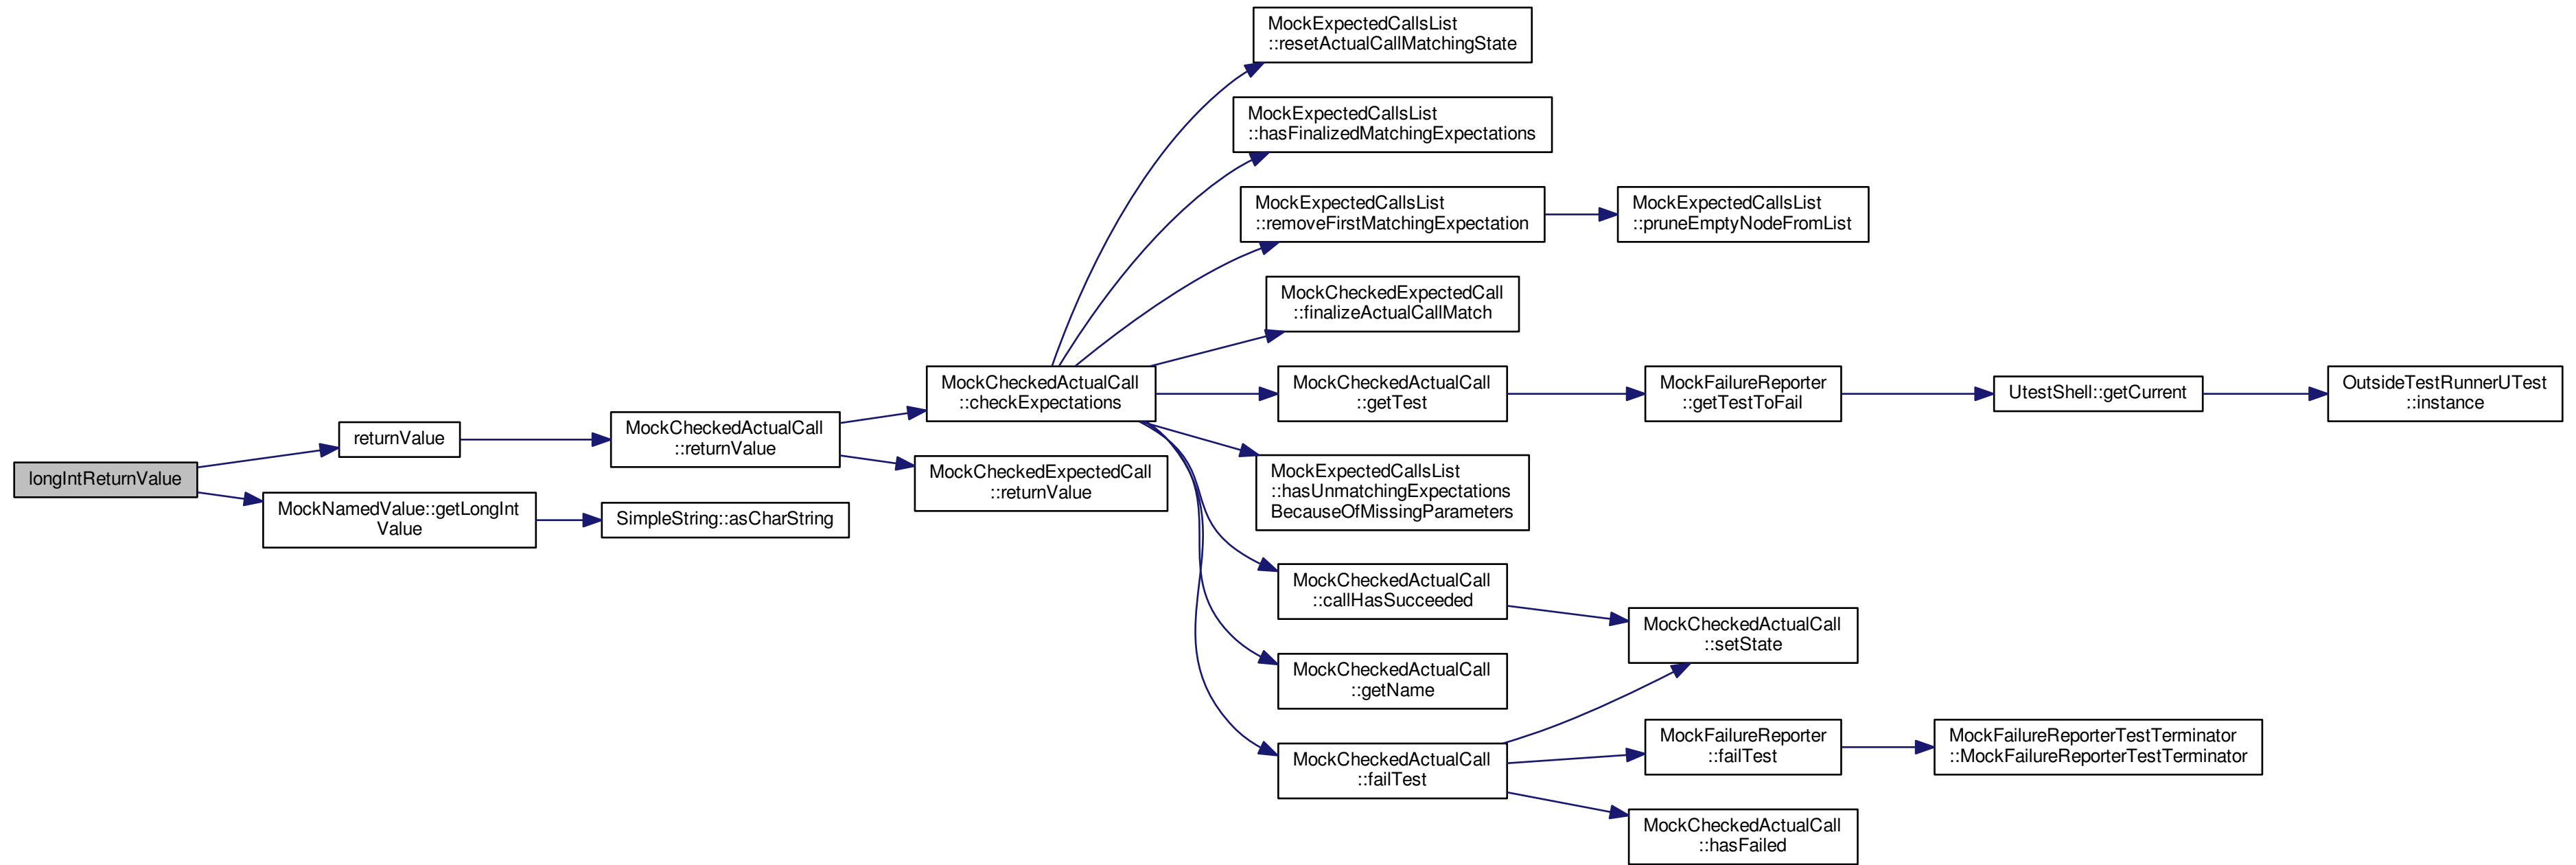 MockExpectedCallsList
::resetActualCallMatchingState
MockExpectedCallsList
::hasFinalizedMatchingExpectations
MockExpectedCallsList
::removeFirstMatchingExpectation
MockExpectedCallsList
::pruneEmptyNodeFromList
MockCheckedExpectedCall
::finalizeActualCallMatch
MockCheckedActualCall
::checkExpectations
MockCheckedActualCall
::getTest
MockFailureReporter
::getTestToFail
UtestShell::getCurrent
OutsideTestRunnerUTest
::instance
longIntReturnValue
returnValue
MockCheckedActualCall
::returnValue
MockCheckedExpectedCall
::returnValue
MockNamedValue::getLongInt
Value
SimpleString::asCharString
MockExpectedCallsList
::hasUnmatchingExpectations
BecauseOfMissingParameters
MockCheckedActualCall
::callHasSucceeded
MockCheckedActualCall
::setState
MockCheckedActualCall
::getName
MockCheckedActualCall
::failTest
MockFailureReporter
::failTest
MockFailureReporterTestTerminator
::MockFailureReporterTestTerminator
MockCheckedActualCall
::hasFailed